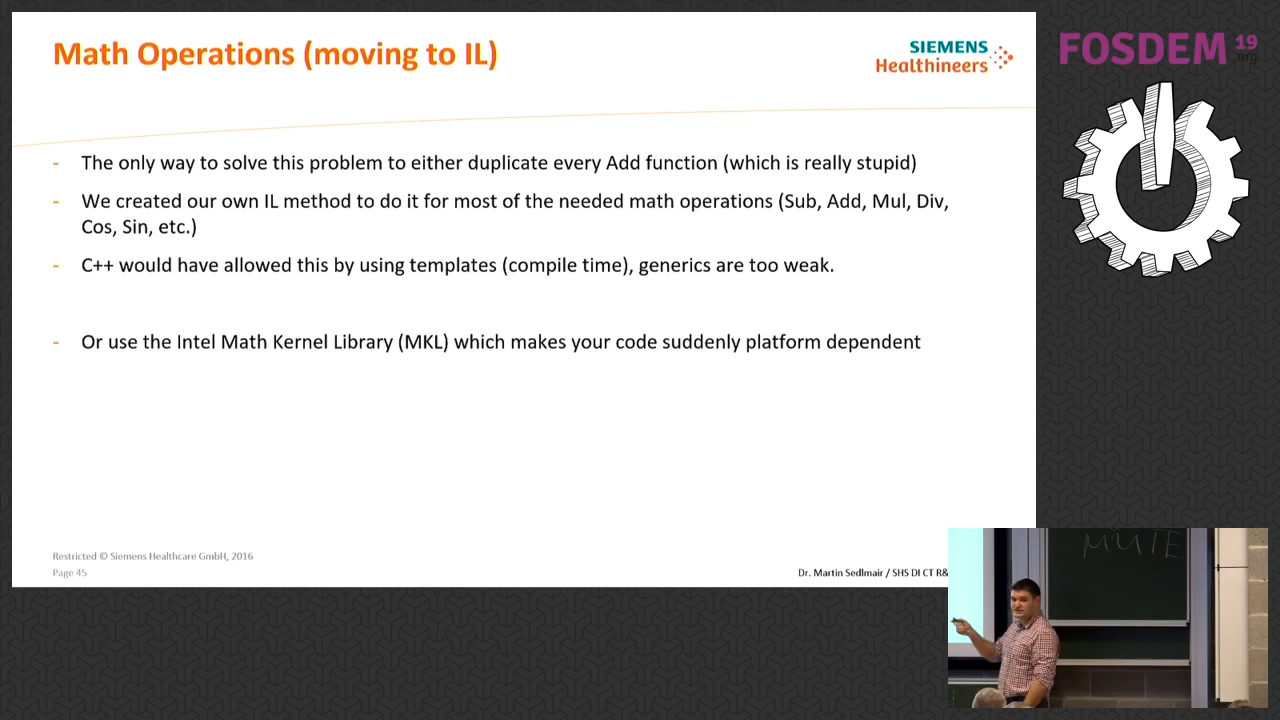 Math Operations (moving to IL)
SIEMENS
Healthineers
FOSDEM 19
.org
- The only way to solve this problem to either duplicate every Add function (which is really stupid)
- We created our own IL method to do it for most of the needed math operations (Sub, Add, Mul, Div,
Cos, Sin, etc.)
- C++ would have allowed this by using templates (compile time), generics are too weak.
- Or use the Intel Math Kernel Library (MKL) which makes your code suddenly platform dependent
Restricted © Siemens Healthcare GmbH, 2016
Page 45
Dr. Martin Sedlmair / SHS DI CT R&
MUTE